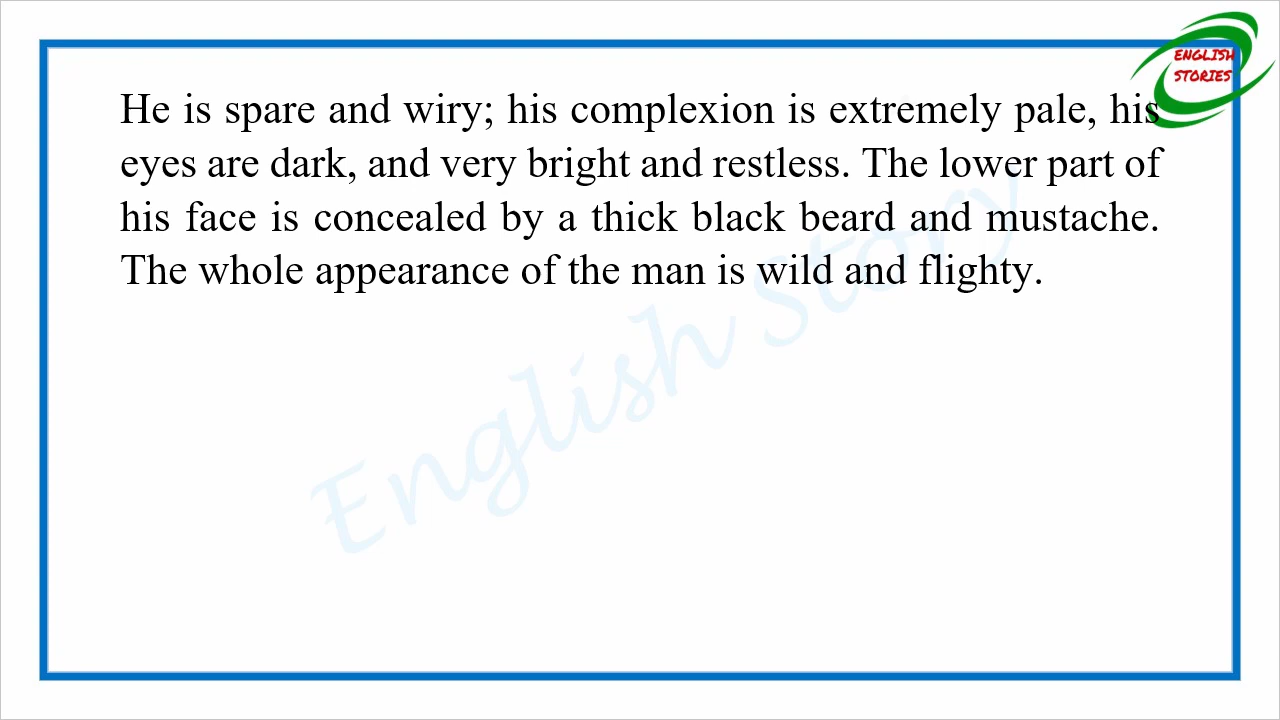 ENGLISH
STORIES
He is spare and wiry; his complexion is extremely pale, his
eyes are dark, and very bright and restless. The lower part of
his face is concealed by a thick black beard and mustache.
The whole appearance of the man is wild and flighty.
English Story